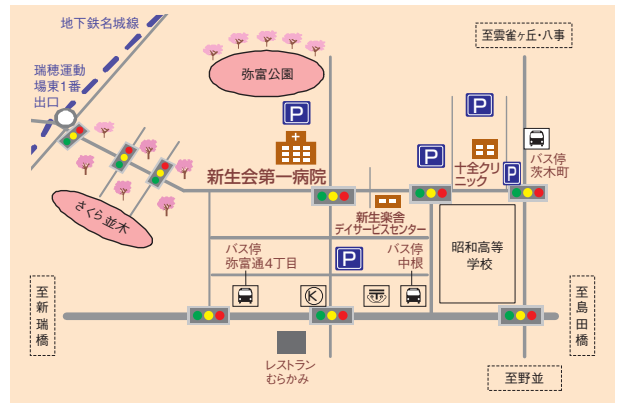 地下鉄名城線
至雲雀ヶ丘・八事
瑞穂運動
場東1番
出口
弥富公園
P
P
P
P
バス停
茨木町
新生会第一病院
十全クリ
ニック
さくら並木
新生楽舎
デイサービスセンター
昭和高等
学校
バス停
弥富通4丁目
P
バス停
中根
K
至新瑞橋
至島田橋
レストラン
むらかみ
至野並